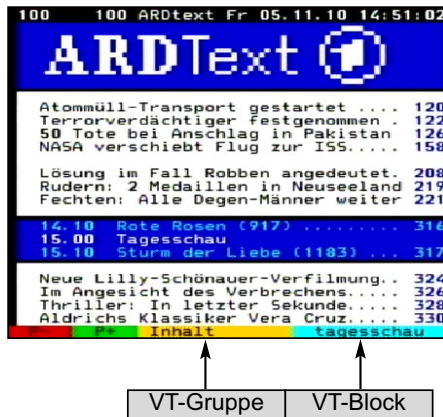 100 100 ARDtext Fr 05.11.10 14:51:02
ARDText 1
Atommüll-Transport gestartet .... 120
Terrorverdächtiger festgenommen . 122
50 Tote bei Anschlag in Pakistan 126
NASA verschiebt Flug zur ISS..... 158
Lösung im Fall Robben angedeutet. 208
Rudern: 2 Medaillen in Neuseeland 219
Fechten: Alle Degen-Männer weiter 221
14.10 Rote Rosen (917) ......... 316
15.00 Tagesschau
15.10 Sturm der Liebe (1183) ... 317
Neue Lilly-Schönauer-Verfilmung.. 324
Im Angesicht des Verbrechens..... 326
Thriller: In letzter Sekunde..... 328
Aldrichs Klassiker Vera Cruz..... 330
P- P+ Inhalt tagesschau
VT-Gruppe VT-Block